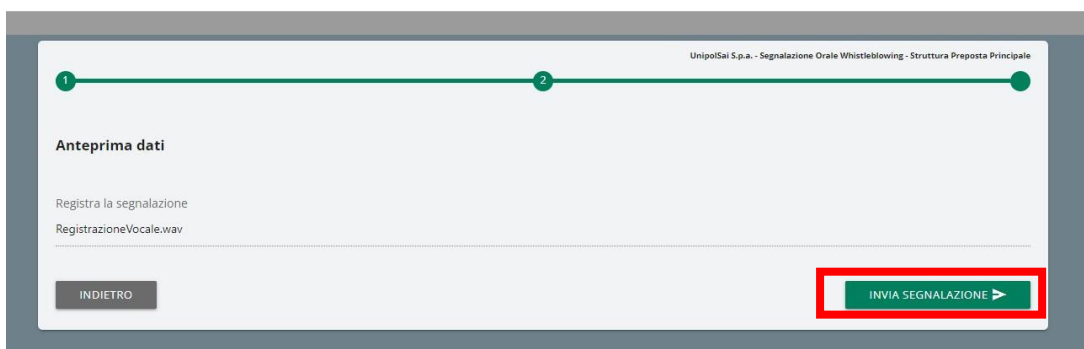 UnipolSai S.p.a. - Segnalazione Orale Whistleblowing - Struttura Preposta Principale
1 2
Anteprima dati
Registra la segnalazione
RegistrazioneVocale.wav
INDIETRO INVIA SEGNALAZIONE